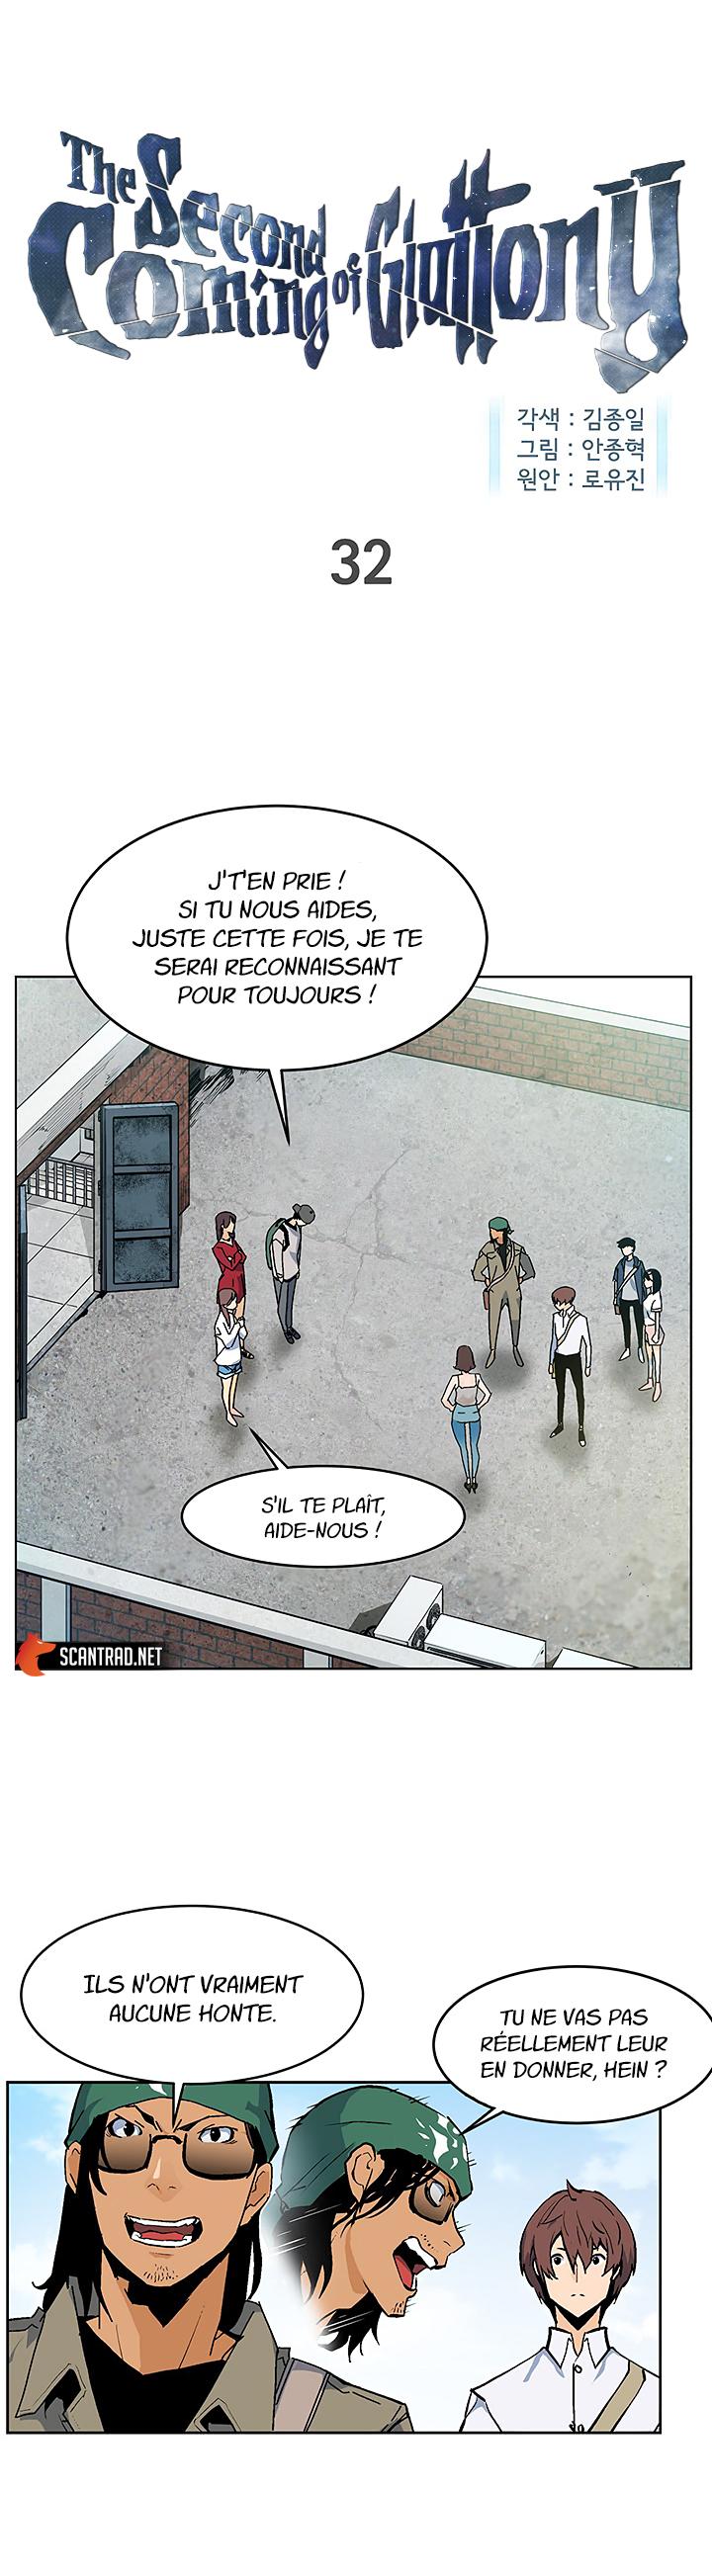 The Second
Coming of Gluttony
각색 : 김종일
그림 : 안종혁
원안 : 로유진
32
J'T'EN PRIE !
SI TU NOUS AIDES,
JUSTE CETTE FOIS, JE TE
SERAI RECONNAISSANT
POUR TOUJOURS !
S'IL TE PLAÎT,
AIDE-NOUS !
SCANTRAD.NET
ILS N'ONT VRAIMENT
AUCUNE HONTE.
TU NE VAS PAS
RÉELLEMENT LEUR
EN DONNER, HEIN ?